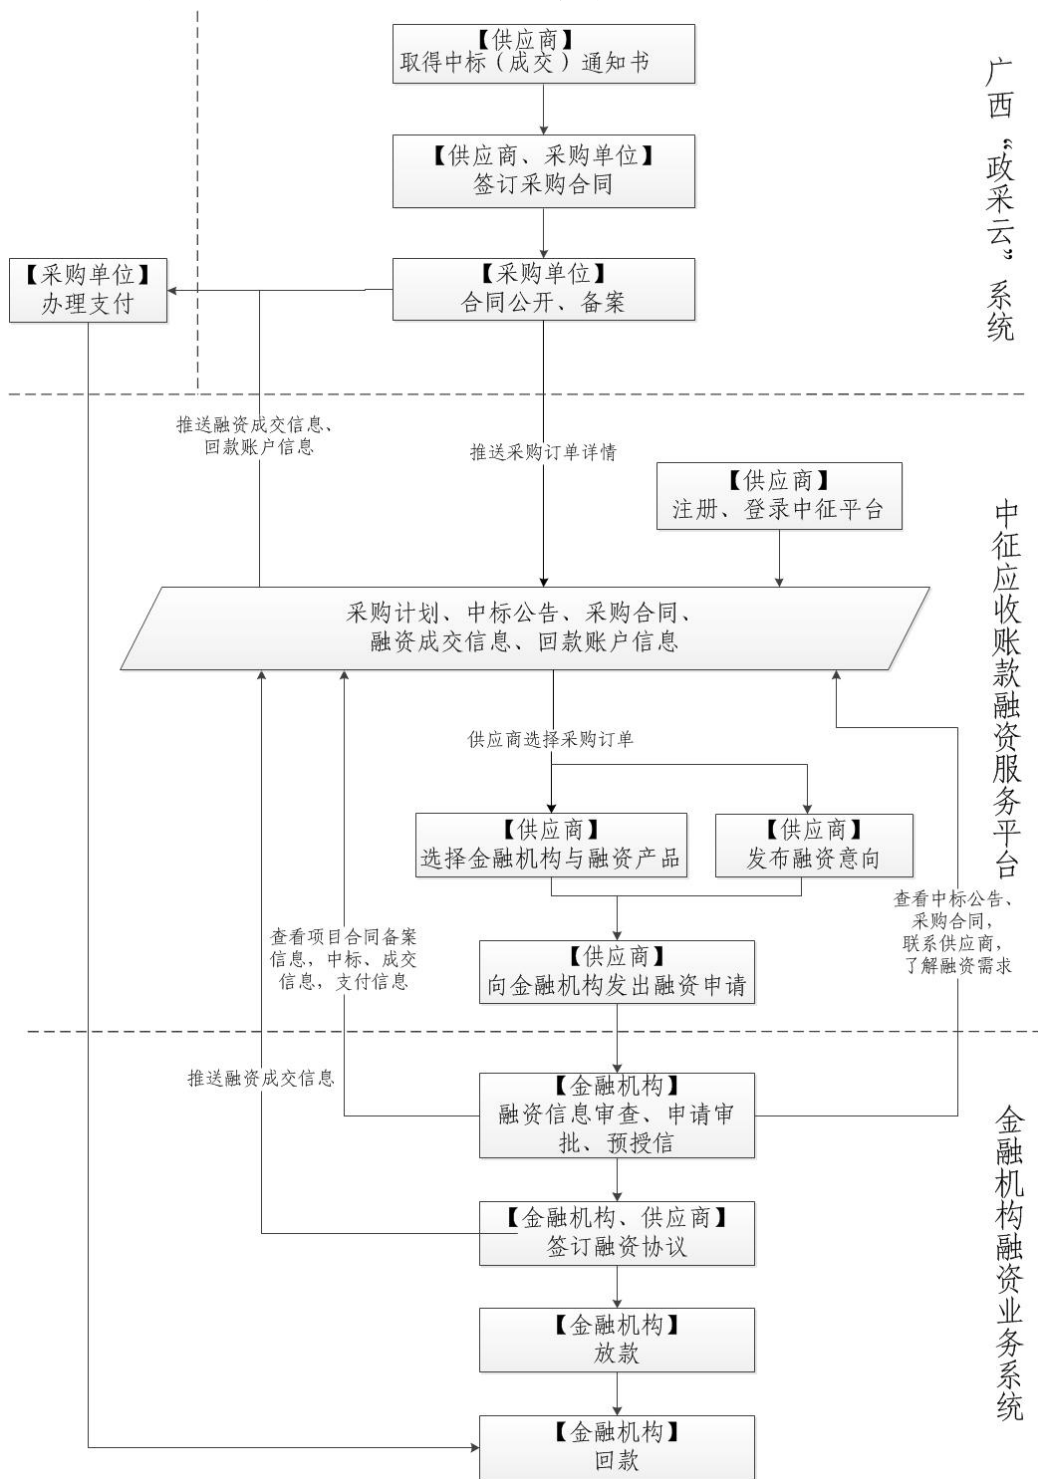 【供应商】
取得中标（成交）通知书
广西“政采云”系统
【供应商、采购单位】
签订采购合同
【采购单位】
办理支付
【采购单位】
合同公开、备案
推送融资成交信息、
回款账户信息
推送采购订单详情
【供应商】
注册、登录中征平台
中征应收账款融资服务平台
采购计划、中标公告、采购合同、
融资成交信息、回款账户信息
供应商选择采购订单
【供应商】
选择金融机构与融资产品
【供应商】
发布融资意向
查看项目合同备案
信息，中标、成交
信息，支付信息
【供应商】
向金融机构发出融资申请
查看中标公告、
采购合同，
联系供应商，
了解融资需求
推送融资成交信息
【金融机构】
融资信息审查、申请审
批、预授信
金融机构融资业务系统
【金融机构、供应商】
签订融资协议
【金融机构】
放款
【金融机构】
回款